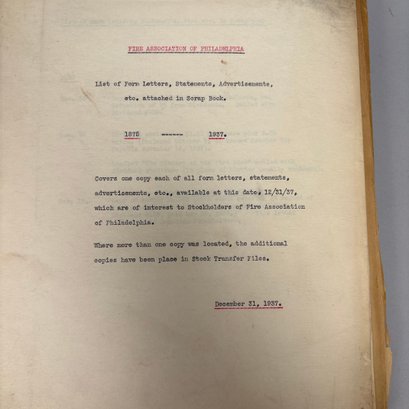 FIRE ASSOCIATION OF PHILADELPHIA
List of Form Letters, Statements, Advertisements,
etc. attached in Scrap Book.
1875 ------ 1937.
Covers one copy each of all form letters, statements,
advertisements, etc., available at this date, 12/31/37,
which are of interest to Stockholders of Fire Association
of Philadelphia.
Where more than one copy was located, the additional
copies have been place in Stock Transfer Files.
December 31, 1937.